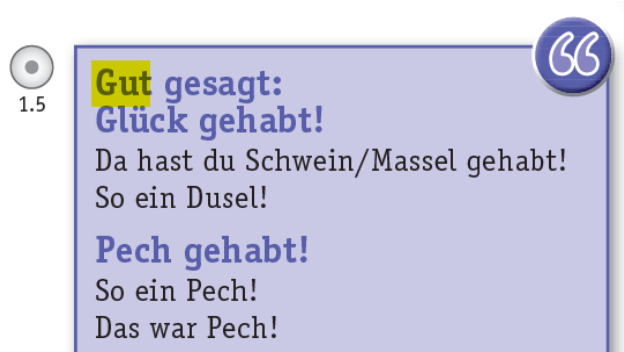 1.5
Gut gesagt:
Glück gehabt!
Da hast du Schwein/Massel gehabt!
So ein Dusel!
Pech gehabt!
So ein Pech!
Das war Pech!